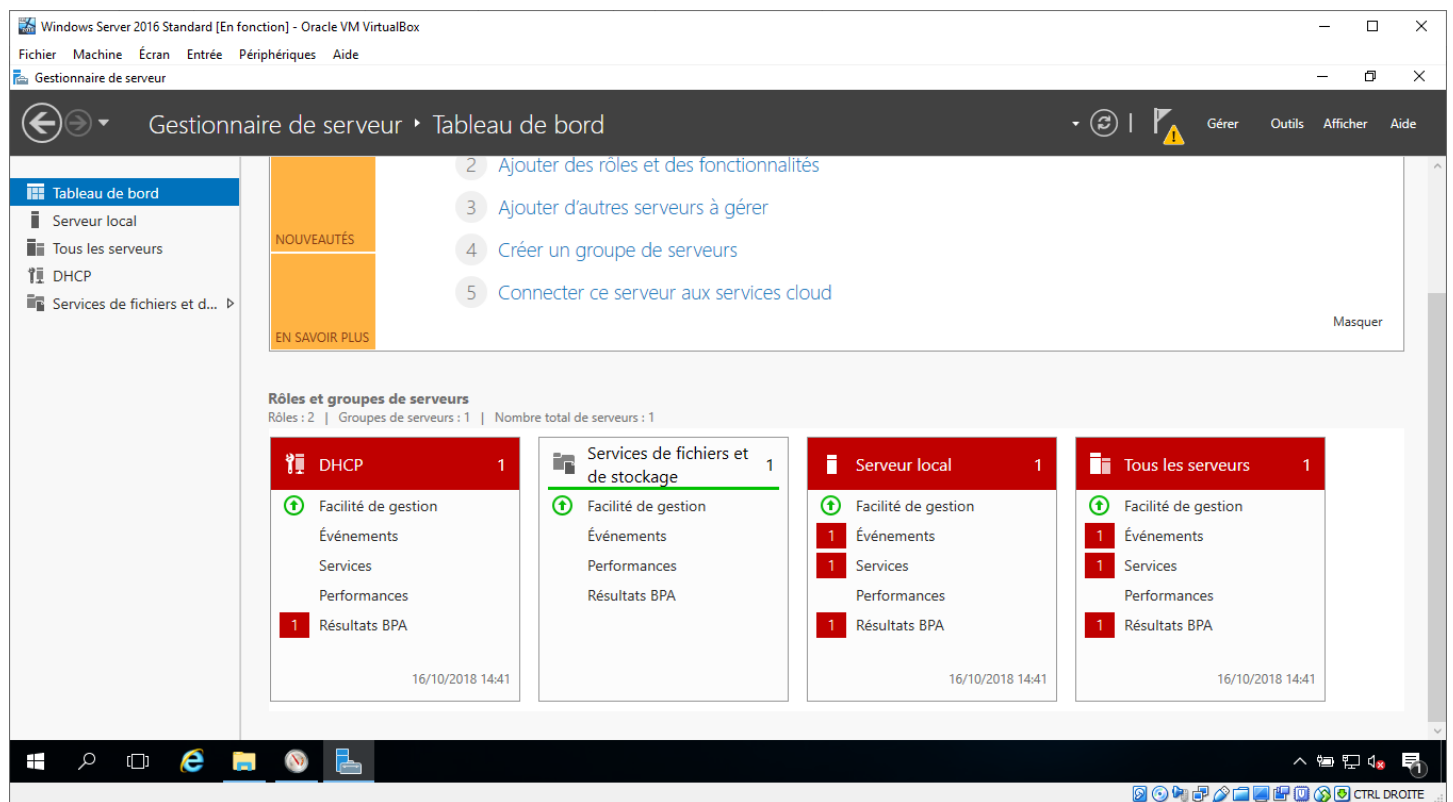 Windows Server 2016 Standard [En fonction] - Oracle VM VirtualBox
Fichier Machine Écran Entrée Périphériques Aide
Gestionnaire de serveur
Gestionnaire de serveur ‣ Tableau de bord
Gérer Outils Afficher Aide
Tableau de bord
Serveur local
Tous les serveurs
DHCP
Services de fichiers et d...
NOUVEAUTÉS
EN SAVOIR PLUS
2 Ajouter des rôles et des fonctionnalités
3 Ajouter d’autres serveurs à gérer
4 Créer un groupe de serveurs
5 Connecter ce serveur aux services cloud
Masquer
Rôles et groupes de serveurs
Rôles : 2 | Groupes de serveurs : 1 | Nombre total de serveurs : 1
DHCP 1
Facilité de gestion
Événements
Services
Performances
1 Résultats BPA
16/10/2018 14:41
Services de fichiers et
de stockage 1
Facilité de gestion
Événements
Performances
Résultats BPA
Serveur local 1
Facilité de gestion
1 Événements
1 Services
Performances
1 Résultats BPA
16/10/2018 14:41
Tous les serveurs 1
Facilité de gestion
1 Événements
1 Services
Performances
1 Résultats BPA
16/10/2018 14:41
1
CTRL DROITE